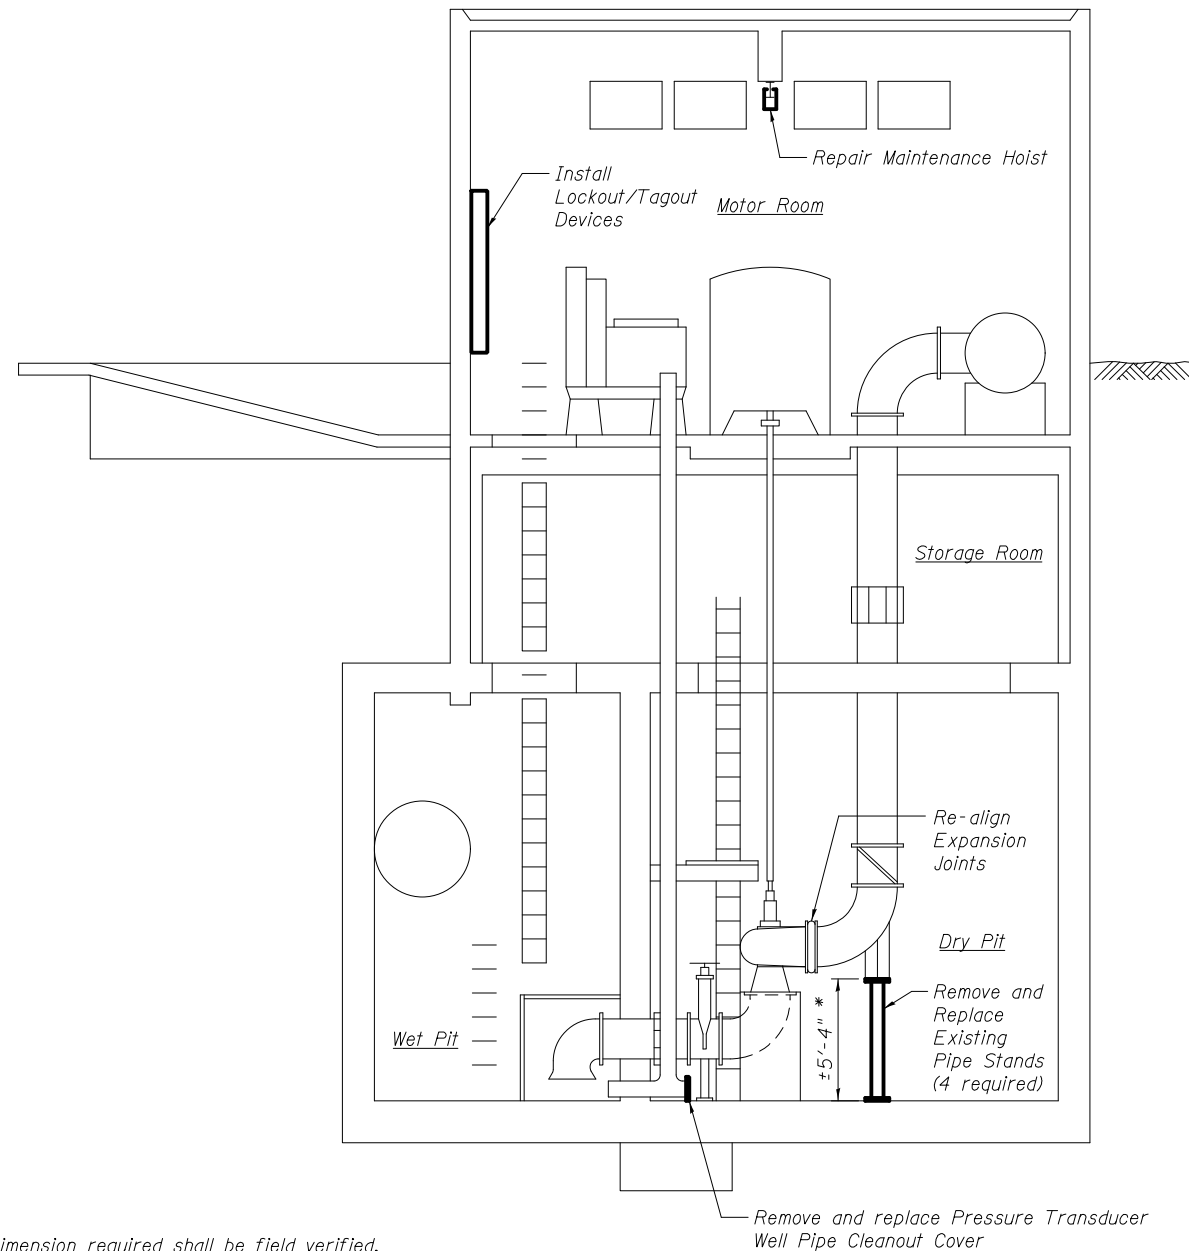 Repair Maintenance Hoist
Install
Lockout/Tagout
Devices
Motor Room
Storage Room
Re-align
Expansion
Joints
Dry Pit
Remove and
Replace
Existing
Pipe Stands
(4 required)
±5'-4" *
Wet Pit
Remove and replace Pressure Transducer
Well Pipe Cleanout Cover
required shall be field verified.